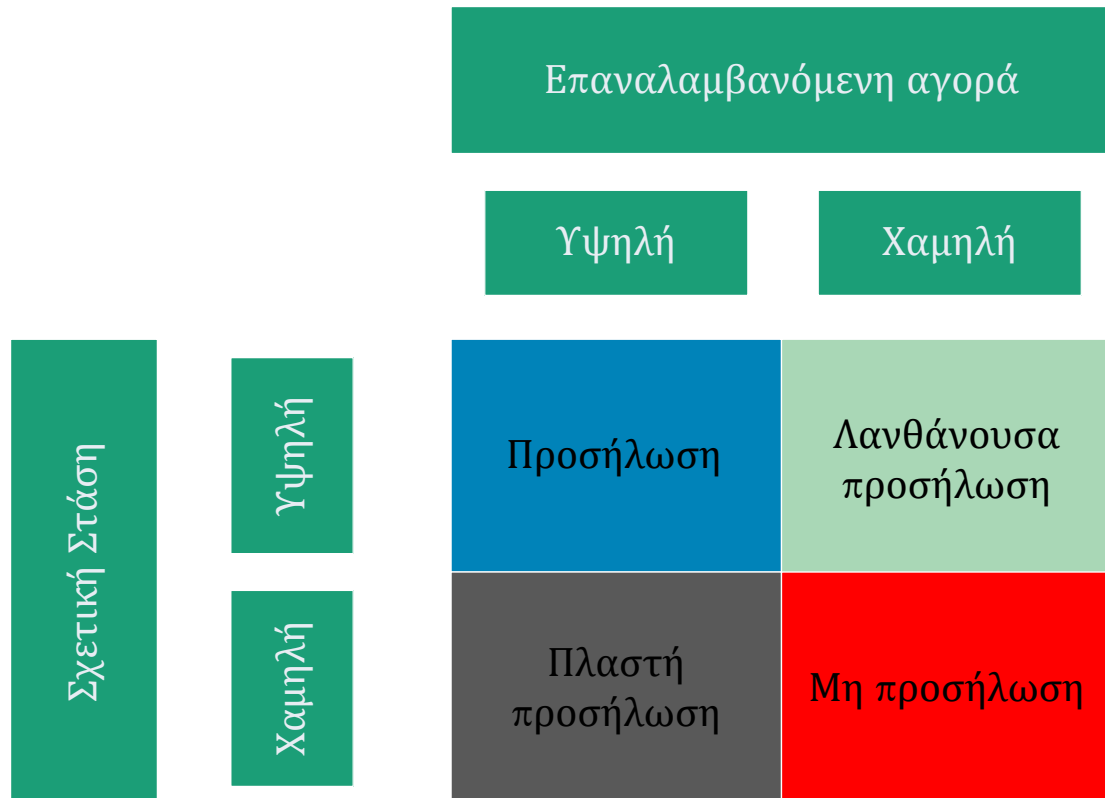 Επαναλαμβανόμενη αγορά
Υψηλή
Χαμηλή
Σχετική Στάση
Υψηλή
Προσήλωση
Λανθάνουσα
προσήλωση
Χαμηλή
Πλαστή
προσήλωση
Μη προσήλωση